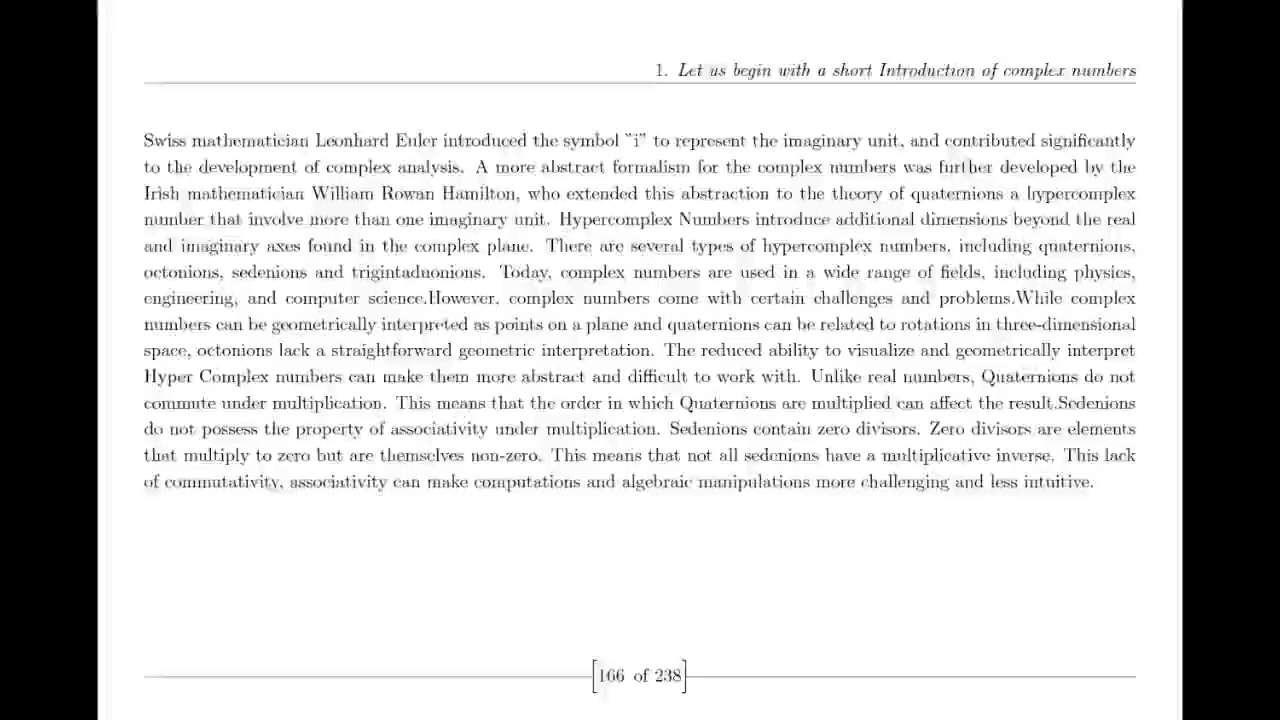 1. Let us begin with a short Introduction of complex numbers
Swiss mathematician Leonhard Euler introduced the symbol "i" to represent the imaginary unit, and contributed significantly
to the development of complex analysis. A more abstract formalism for the complex numbers was further developed by the
Irish mathematician William Rowan Hamilton, who extended this abstraction to the theory of quaternions a hypercomplex
number that involve more than one imaginary unit. Hypercomplex Numbers introduce additional dimensions beyond the real
and imaginary axes found in the complex plane. There are several types of hypercomplex numbers, including quaternions,
octonions, sedenions and trigintaduonions. Today, complex numbers are used in a wide range of fields, including physics,
engineering, and computer science.However, complex numbers come with certain challenges and problems.While complex
numbers can be geometrically interpreted as points on a plane and quaternions can be related to rotations in three-dimensional
space, octonions lack a straightforward geometric interpretation. The reduced ability to visualize and geometrically interpret
Hyper Complex numbers can make them more abstract and difficult to work with. Unlike real numbers, Quaternions do not
commute under multiplication. This means that the order in which Quaternions are multiplied can affect the result.Sedenions
do not possess the property of associativity under multiplication. Sedenions contain zero divisors. Zero divisors are elements
that multiply to zero but are themselves non-zero. This means that not all sedenions have a multiplicative inverse. This lack
of commutativity, associativity can make computations and algebraic manipulations more challenging and less intuitive.
[166 of 238]